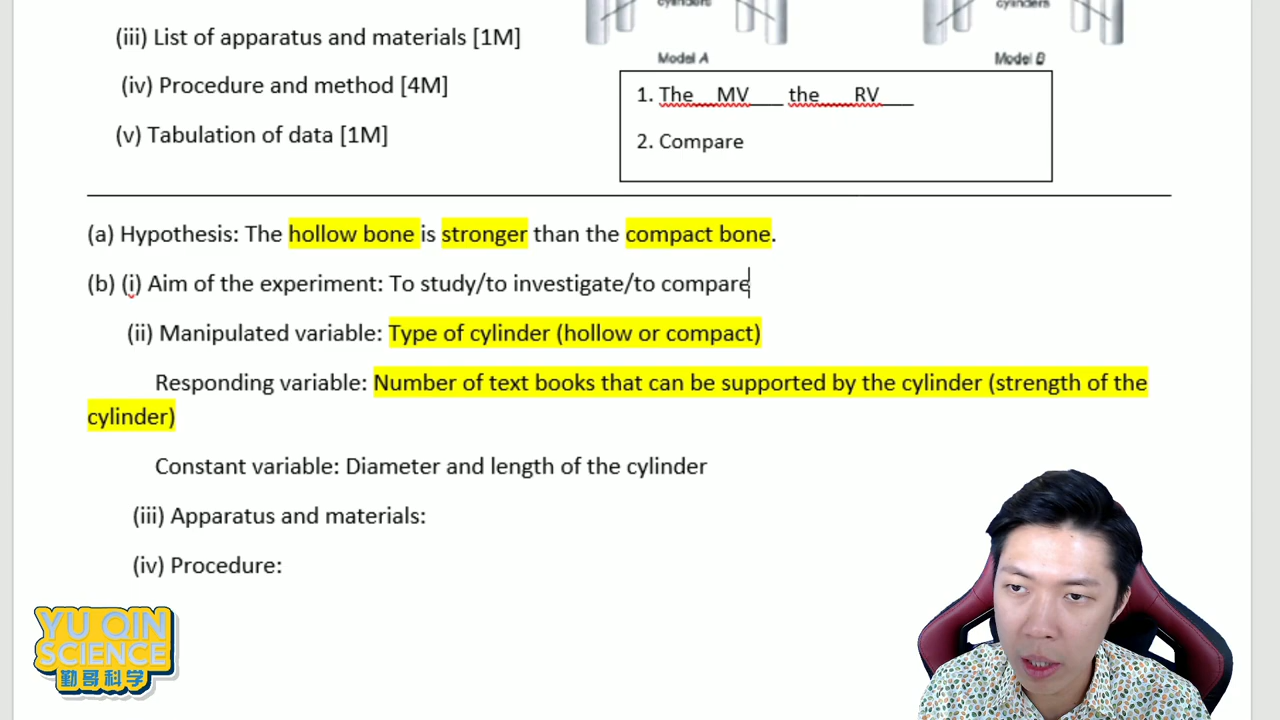 cylinders
cylinders
(iii) List of apparatus and materials [1M]
Model A
Model B
(iv) Procedure and method [4M]
1. The__MV___ the___RV___
(v) Tabulation of data [1M]
2. Compare
(a) Hypothesis: The hollow bone is stronger than the compact bone.
(b) (i) Aim of the experiment: To study/to investigate/to compare
(ii) Manipulated variable: Type of cylinder (hollow or compact)
Responding variable: Number of text books that can be supported by the cylinder (strength of the
cylinder)
Constant variable: Diameter and length of the cylinder
(iii) Apparatus and materials:
(iv) Procedure:
YU QIN
SCIENCE
勤哥科学